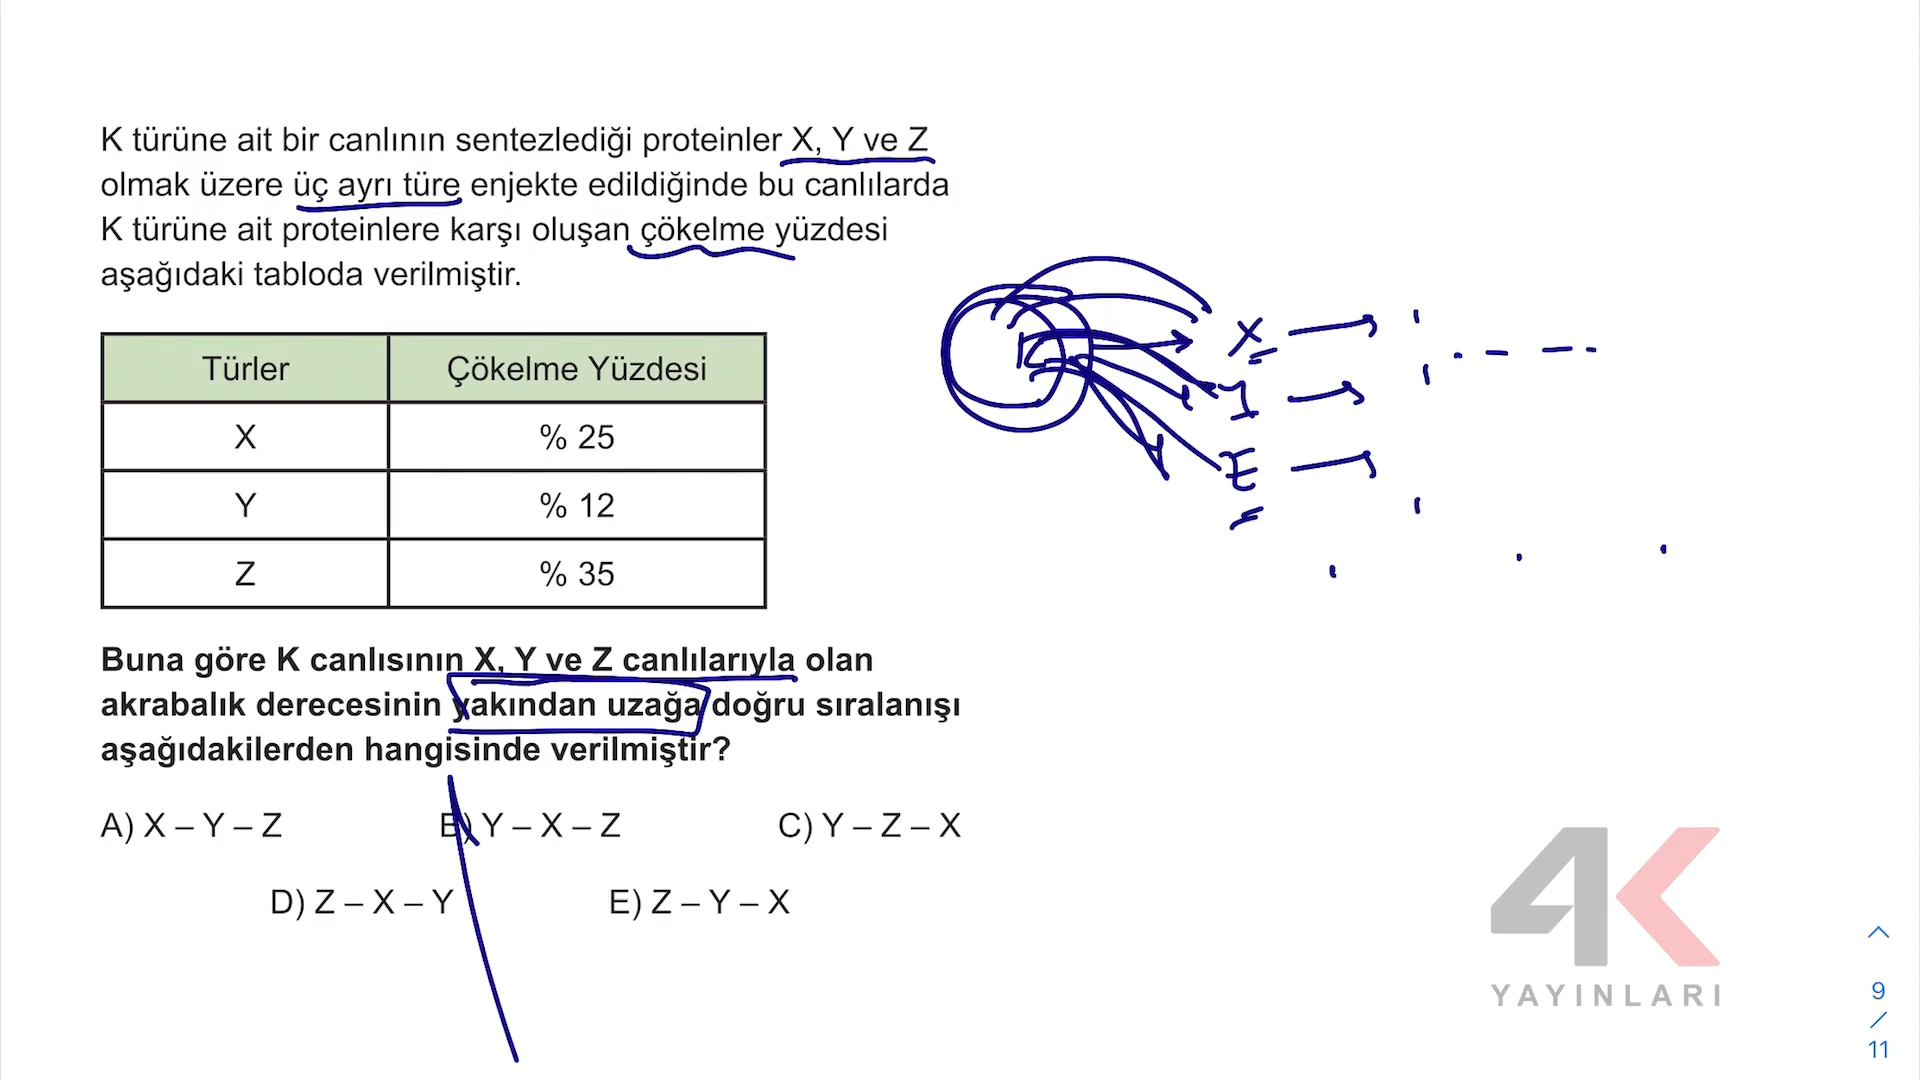 K türüne ait bir canlının sentezlediği proteinler X, Y ve Z
olmak üzere üç ayrı türe enjekte edildiğinde bu canlılarda
K türüne ait proteinlere karşı oluşan çökelme yüzdesi
aşağıdaki tabloda verilmiştir.
Türler Çökelme Yüzdesi
X % 25
Y % 12
Z % 35
Buna göre K canlısının X, Y ve Z canlılarıyla olan
akrabalık derecesinin yakından uzağa doğru sıralanışı
aşağıdakilerden hangisinde verilmiştir?
A) X – Y – Z B) Y – X – Z C) Y – Z – X
D) Z – X – Y E) Z – Y – X
X
4K
YAYINLARI
9
/
11